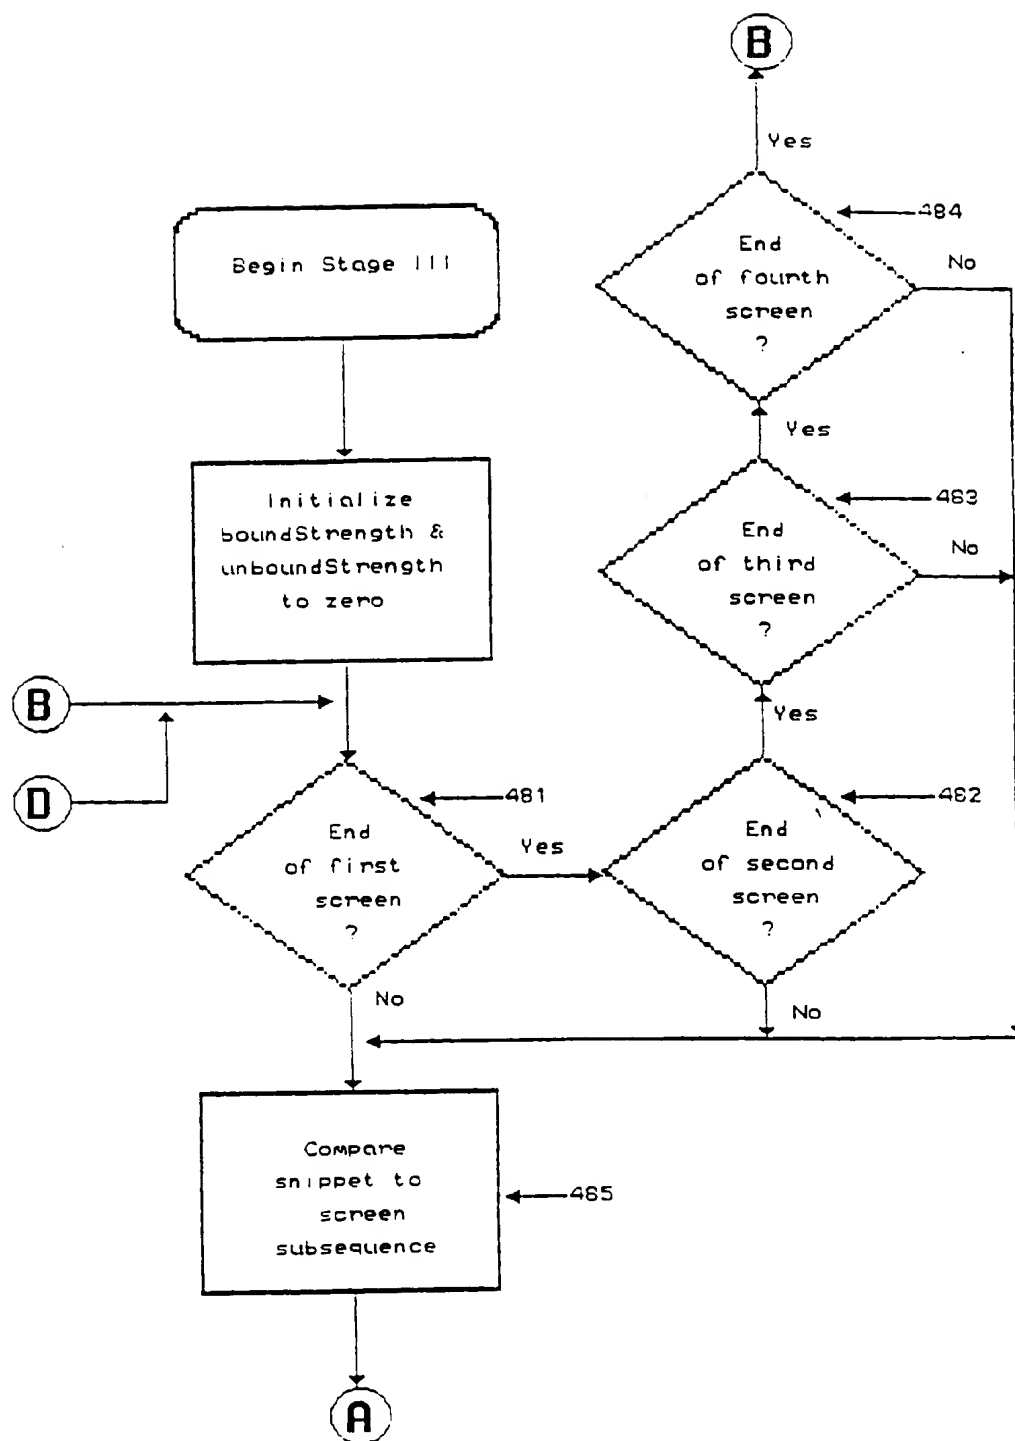 B
Yes
484
End
of fourth
screen
?
No
Begin Stage III
Yes
483
End
of third
screen
?
No
Initialize
boundStrength &
unboundStrength
to zero
B
D
Yes
482
End
of second
screen
?
No
481
End
of first
screen
?
Yes
No
Compare
snippet to
screen
subsequence
485
A